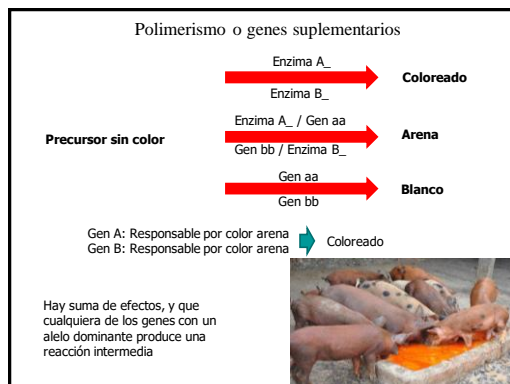 Polimerismo o genes suplementarios
Enzima A_
Coloreado
Enzima B_
Enzima A_ / Gen aa
Precursor sin color
Arena
Gen bb / Enzima B_
Gen aa
Blanco
Gen bb
Gen A: Responsable por color arena
Gen B: Responsable por color arena
Coloreado
Hay suma de efectos, y que
cualquiera de los genes con un
alelo dominante produce una
reacción intermedia